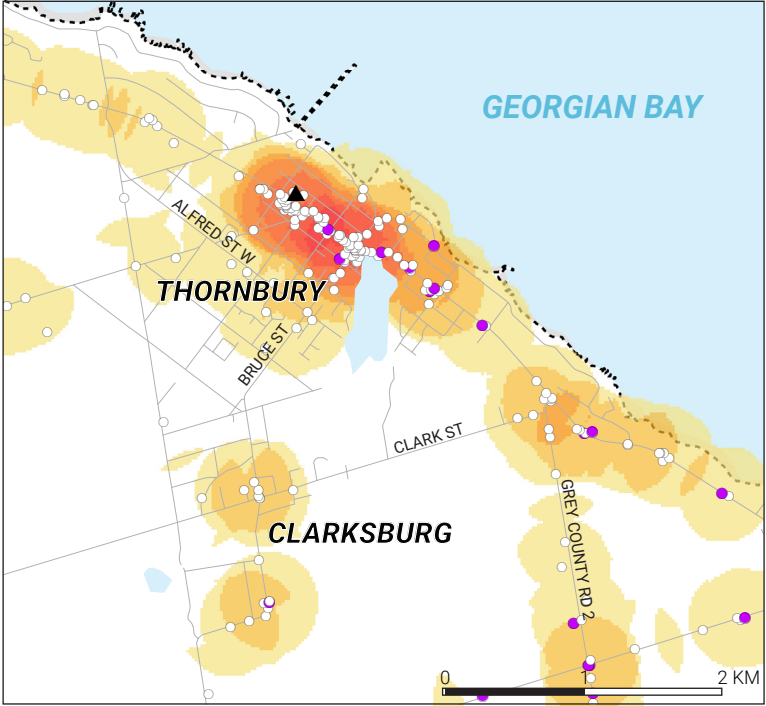 GEORGIAN BAY
ALFRED ST W
THORNBURY
BRUCE ST
CLARK ST
GREY COUNTY RD 2
CLARKSBURG
0 1 2 KM